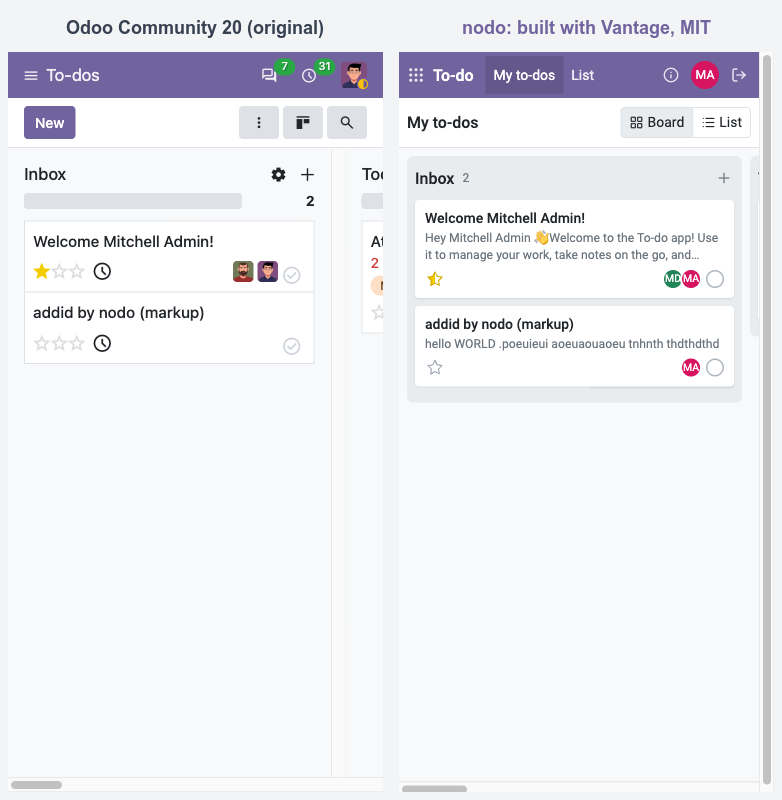 Odoo Community 20 (original)
To-dos
7
31
New
Inbox
2
Welcome Mitchell Admin!
addid by nodo (markup)
2
nodo: built with Vantage, MIT
To-do
My to-dos
List
MA
My to-dos
Board
List
Inbox 2
Welcome Mitchell Admin!
Hey Mitchell Admin 👋Welcome to the To-do app! Use
it to manage your work, take notes on the go, and...
MD MA
addid by nodo (markup)
hello WORLD .poeuieui aoeuaouaoeu tnhnth thdthdthd
MA